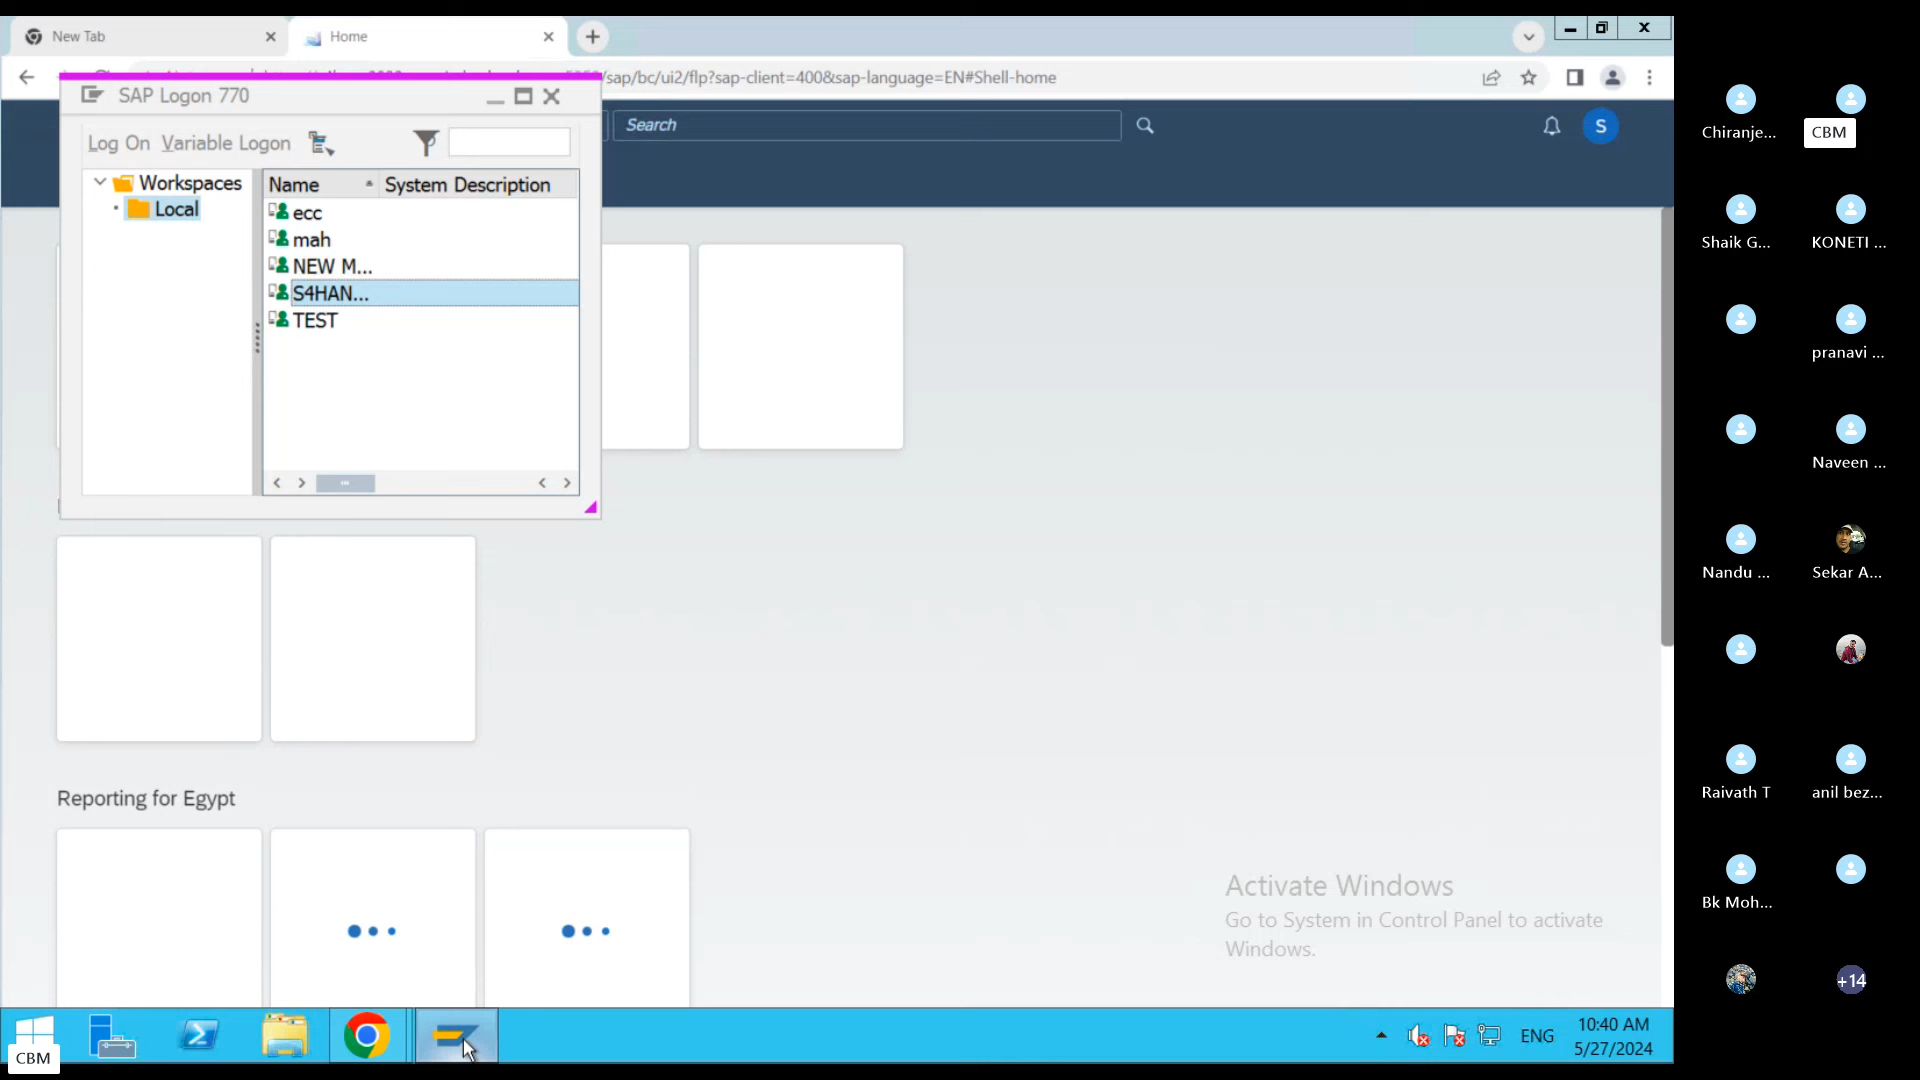 New Tab
Home
/sap/bc/ui2/flp?sap-client=400&sap-language=EN#Shell-home
SAP Logon 770
Search
S
Log On Variable Logon
Workspaces
Local
Name
System Description
ecc
mah
NEW M...
S4HAN...
TEST
Reporting for Egypt
Activate Windows
Go to System in Control Panel to activate
Windows.
ENG
10:40 AM
5/27/2024
CBM
Chiranje...
CBM
Shaik G...
KONETI ...
pranavi ...
Naveen ...
Nandu ...
Sekar A...
Raivath T
anil bez...
Bk Moh...
+14